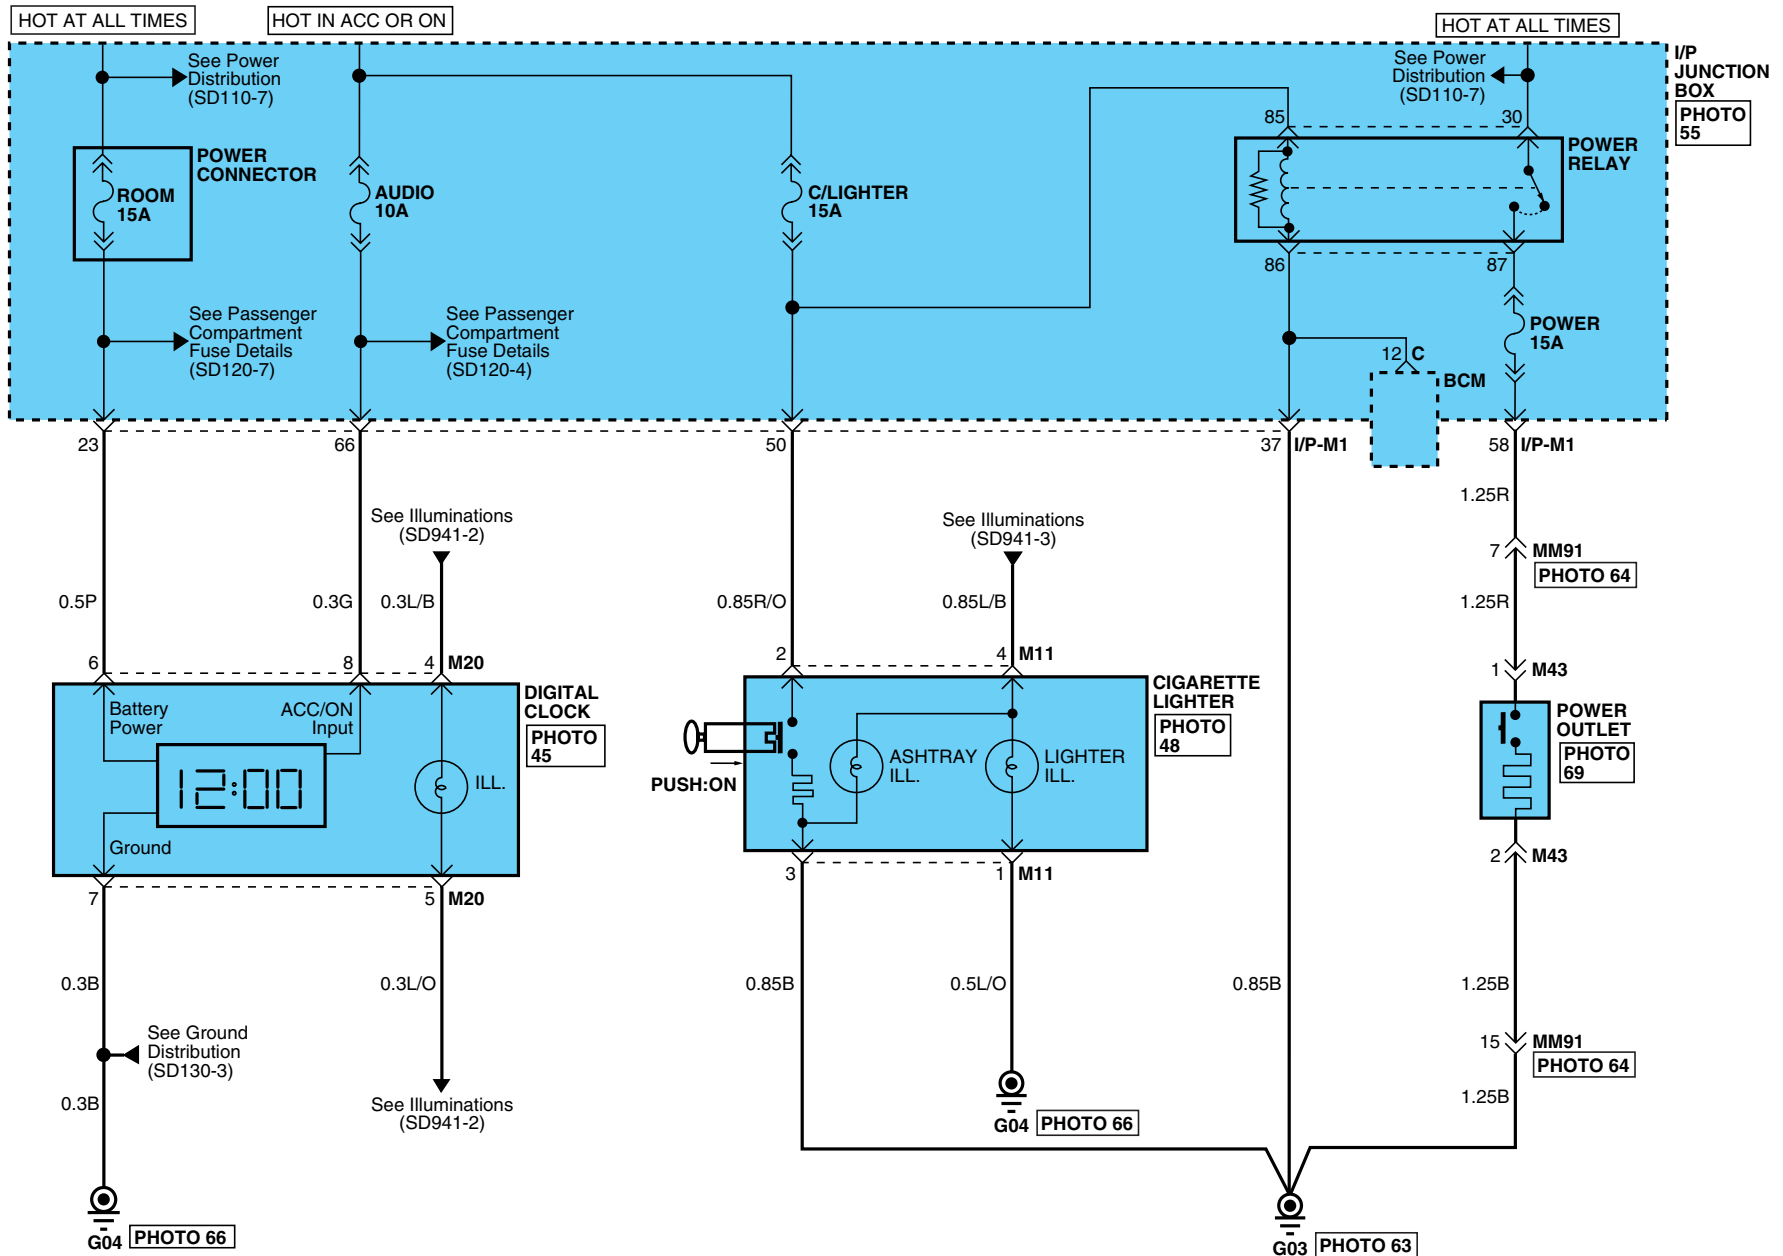 HOT AT ALL TIMES
HOT IN ACC OR ON
HOT AT ALL TIMES
I/P
JUNCTION
BOX
PHOTO
55
See Power
Distribution
(SD110-7)
See Power
Distribution
(SD110-7)
85
30
POWER
RELAY
POWER
CONNECTOR
ROOM
15A
AUDIO
10A
C/LIGHTER
15A
86
87
See Passenger
Compartment
Fuse Details
(SD120-7)
See Passenger
Compartment
Fuse Details
(SD120-4)
POWER
15A
12 C
BCM
23
66
50
37 I/P-M1
58 I/P-M1
1.25R
See Illuminations
(SD941-2)
See Illuminations
(SD941-3)
7 MM91
PHOTO 64
0.5P
0.3G
0.3L/B
0.85R/O
0.85L/B
1.25R
6
8
4 M20
2
4 M11
1 M43
DIGITAL
CLOCK
PHOTO
45
Battery
Power
ACC/ON
Input
12:00
ILL.
Ground
CIGARETTE
LIGHTER
PHOTO
48
PUSH:ON
ASHTRAY
ILL.
LIGHTER
ILL.
POWER
OUTLET
PHOTO
69
2 M43
7
5 M20
3
1 M11
0.3B
0.3L/O
0.85B
0.5L/O
0.85B
1.25B
See Ground
Distribution
(SD130-3)
15 MM91
PHOTO 64
0.3B
See Illuminations
(SD941-2)
1.25B
G04 PHOTO 66
G04 PHOTO 66
G03 PHOTO 63